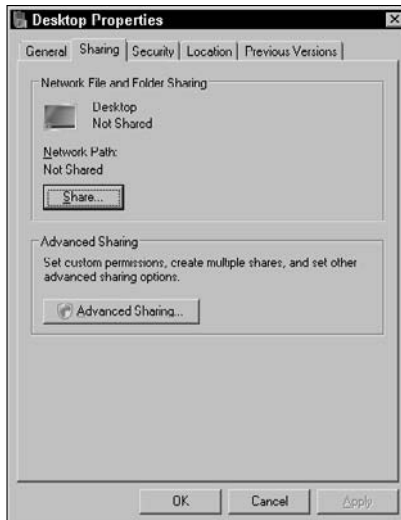 Desktop Properties
General Sharing Security Location Previous Versions
Network File and Folder Sharing
Desktop
Not Shared
Network Path:
Not Shared
Share...
Advanced Sharing
Set custom permissions, create multiple shares, and set other
advanced sharing options.
Advanced Sharing...
OK Cancel Apply